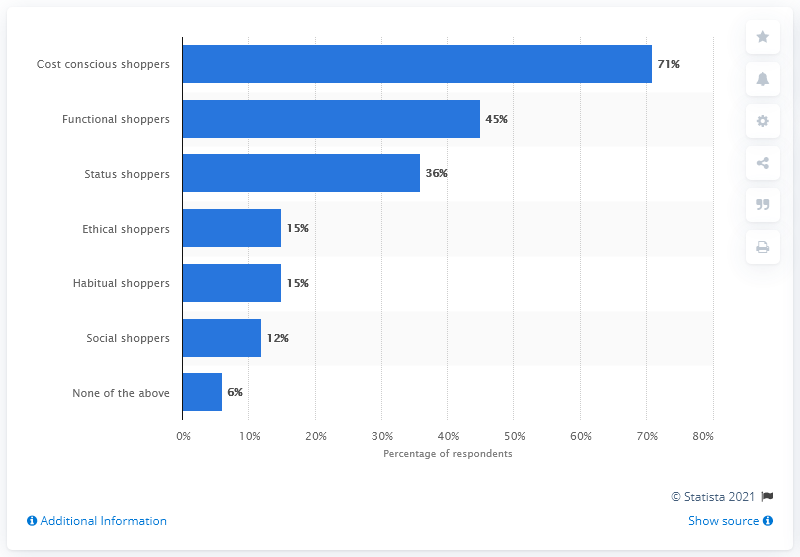 Cost conscious shoppers 71%
Functional shoppers 45%
Status shoppers 36%
Ethical shoppers 15%
Habitual shoppers 15%
Social shoppers 12%
None of the above 6%
0% 10% 20% 30% 40% 50% 60% 70% 80%
Percentage of respondents
© Statista 2021
Additional Information Show source